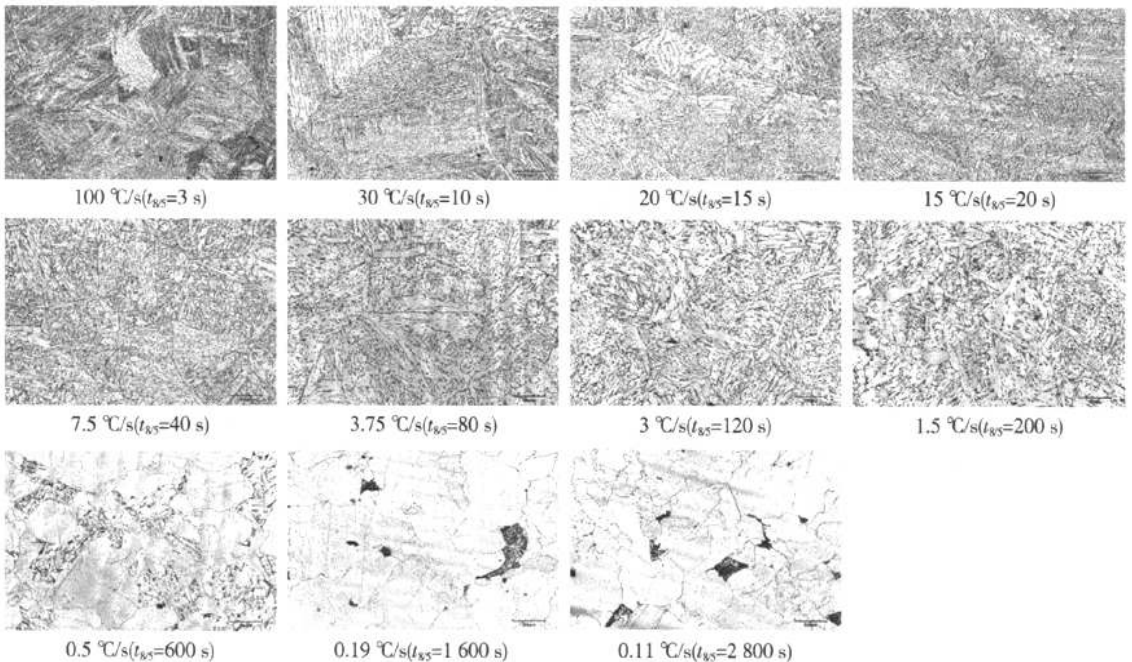 100 ℃/s(t8/5=3 s)
30 ℃/s(t8/5=10 s)
20 ℃/s(t8/5=15 s)
15 ℃/s(t8/5=20 s)
7.5 ℃/s(t8/5=40 s)
3.75 ℃/s(t8/5=80 s)
3 ℃/s(t8/5=120 s)
1.5 ℃/s(t8/5=200 s)
0.5 ℃/s(t8/5=600 s)
0.19 ℃/s(t8/5=1 600 s)
0.11 ℃/s(t8/5=2 800 s)